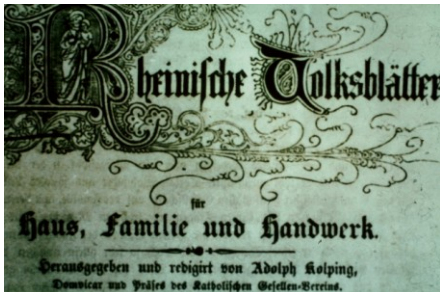 Rheinische Volksblätter
für
Haus, Familie und Handwerk.
Herausgegeben und redigirt von Adolph Kolping,
Domvicar und Präses des Katholischen Gesellen-Vereins.